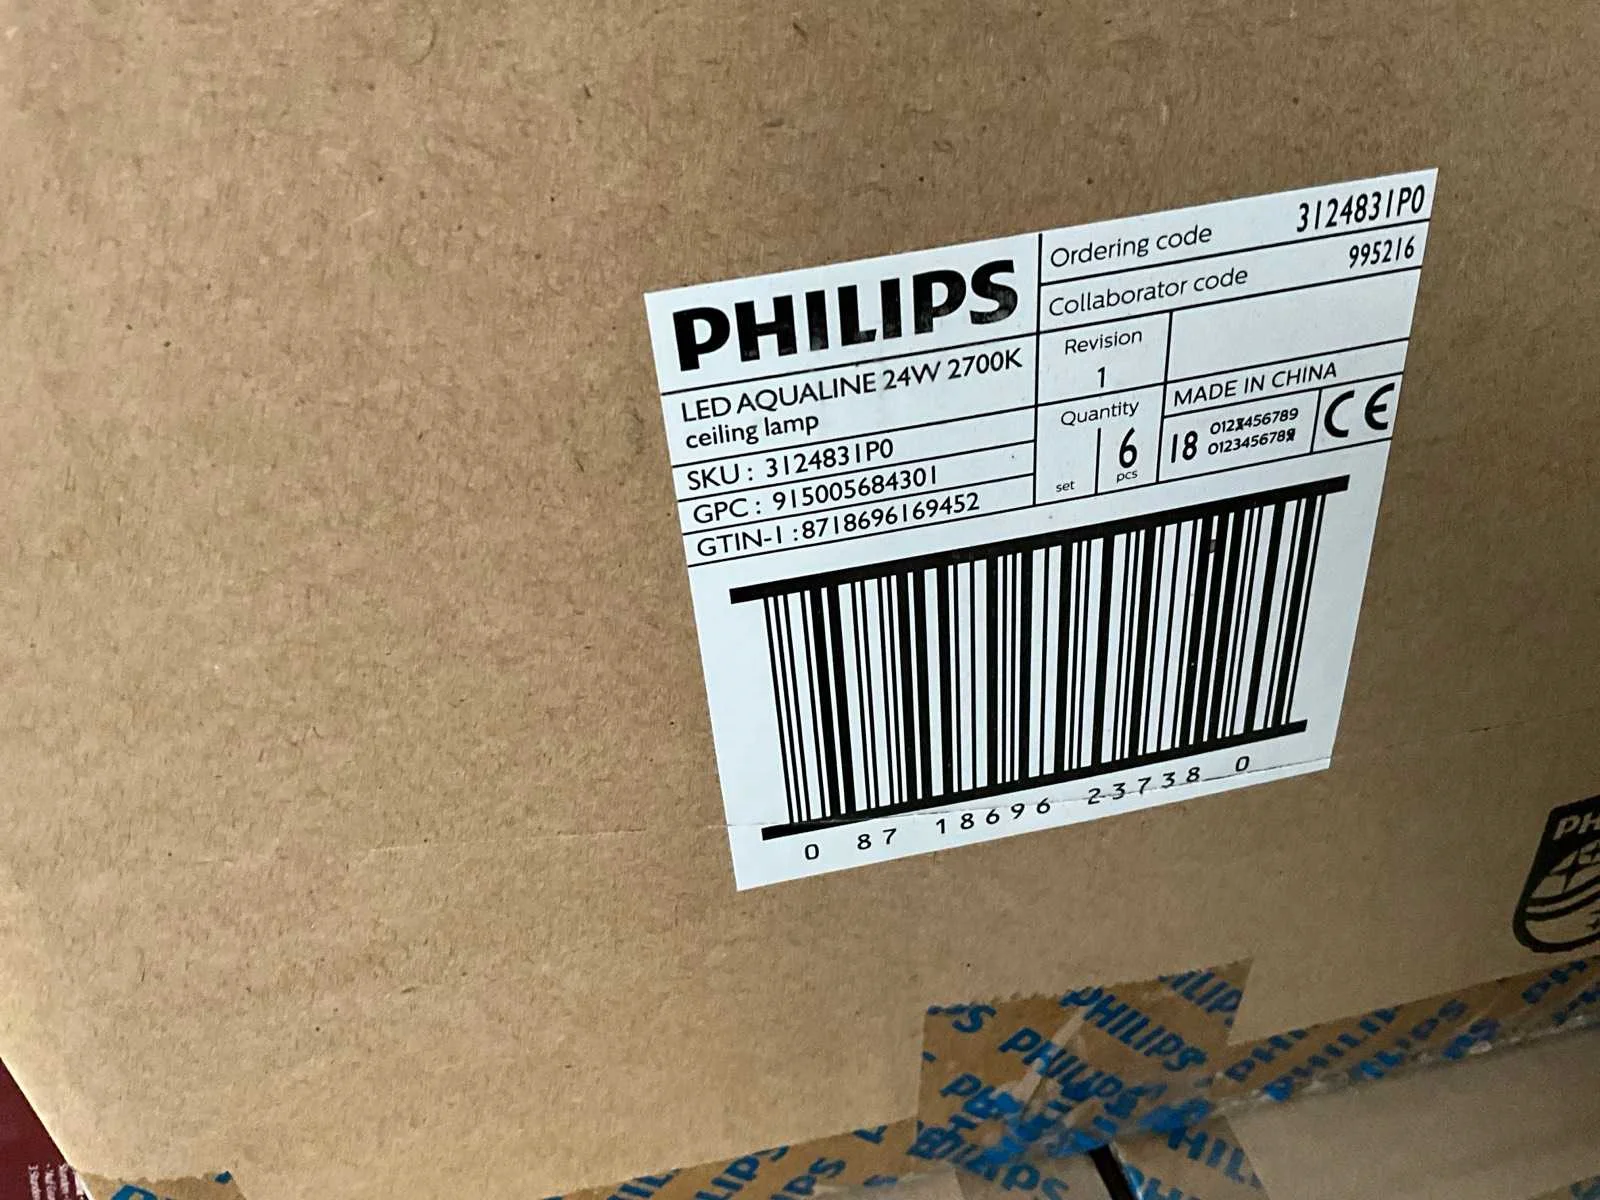 PHILIPS
LED AQUALINE 24W 2700K
ceiling lamp
SKU : 3124831P0
GPC : 915005684301
GTIN-1 :8718696169452
Ordering code 3124831P0
Collaborator code 995216
Revision
1
Quantity
set 6 pcs
MADE IN CHINA
18
CE
0 87 18696 23738 0
PHILIPS
PHILIPS
PHILIPS